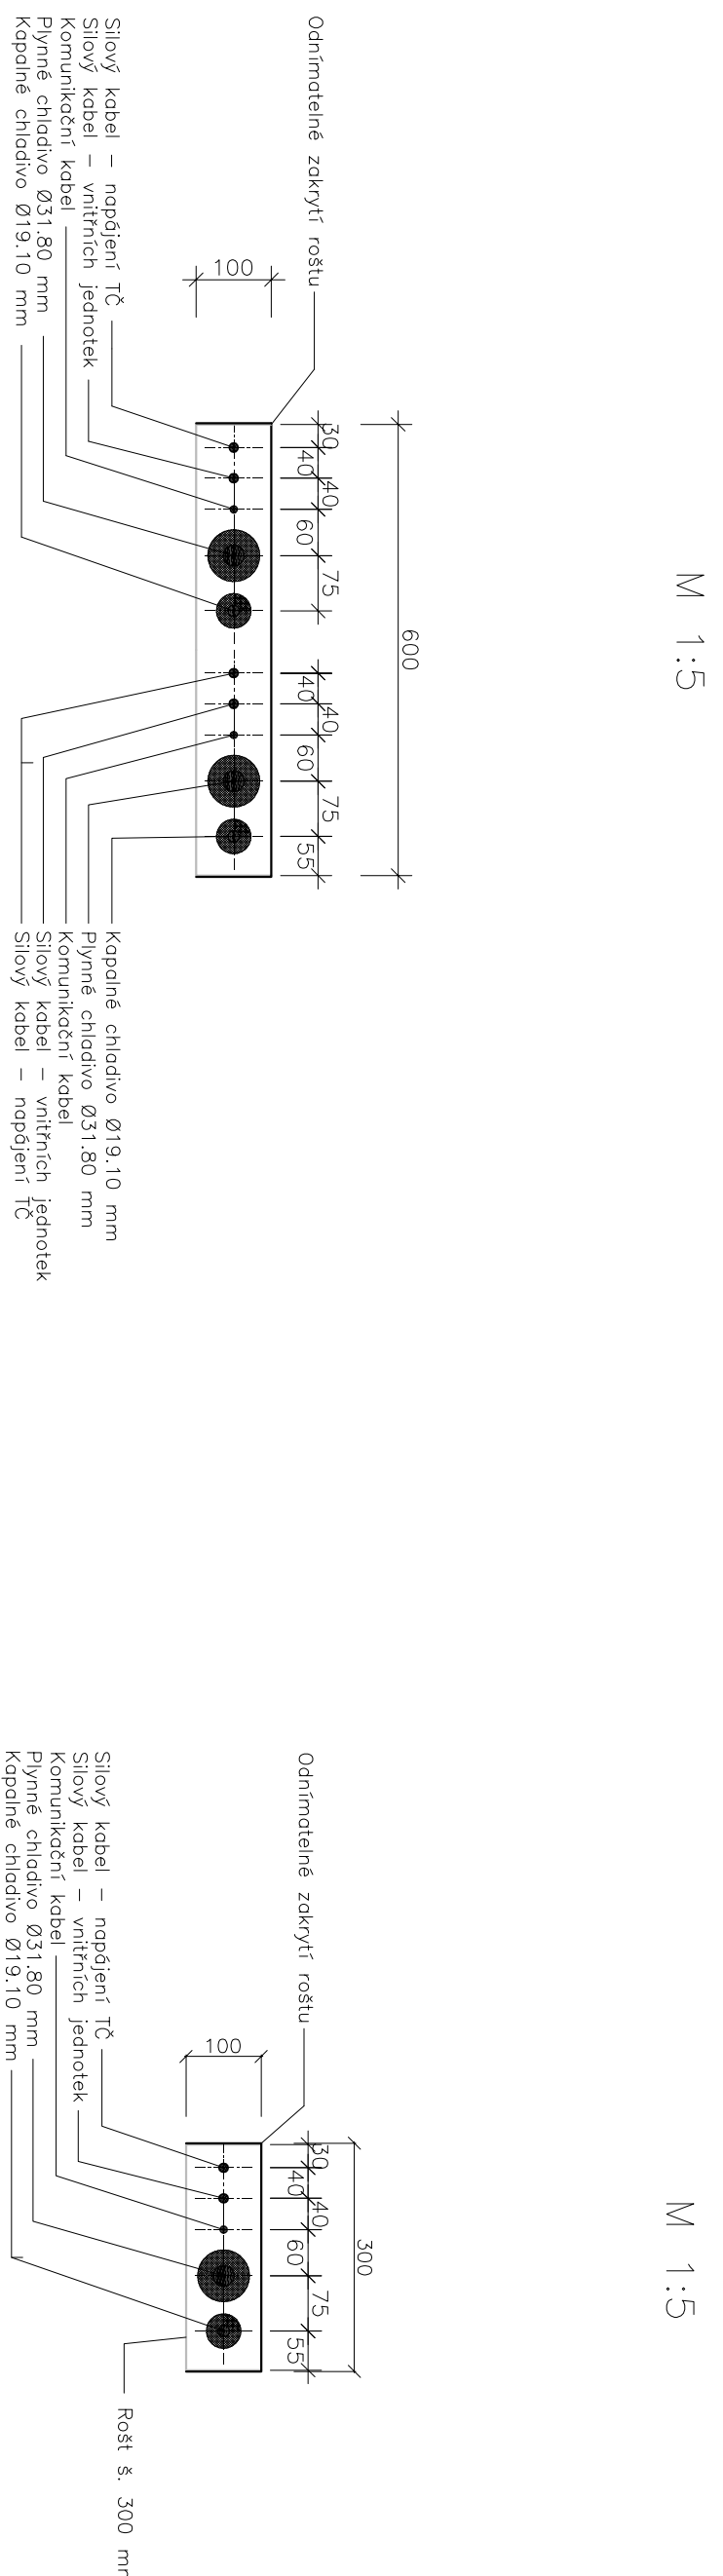 M 1:5
600
30
40
40
60
75
40
40
60
75
55
Odnímatelné zakrytí roštu
100
Silový kabel – napájení TČ
Silový kabel – vnitřních jednotek
Komunikační kabel
Plynné chladivo Ø31.80 mm
Kapalné chladivo Ø19.10 mm
Kapalné chladivo Ø19.10 mm
Plynné chladivo Ø31.80 mm
Komunikační kabel
Silový kabel – vnitřních jednotek
Silový kabel – napájení TČ
M 1:5
300
30
40
40
60
75
55
Odnímatelné zakrytí roštu
100
Silový kabel – napájení TČ
Silový kabel – vnitřních jednotek
Komunikační kabel
Plynné chladivo Ø31.80 mm
Kapalné chladivo Ø19.10 mm
Rošt š. 300 mm